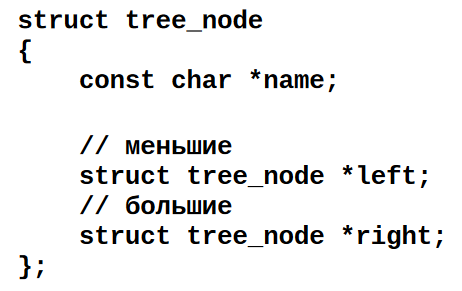 struct tree_node
{
    const char *name;

    // меньшие
    struct tree_node *left;
    // большие
    struct tree_node *right;
};